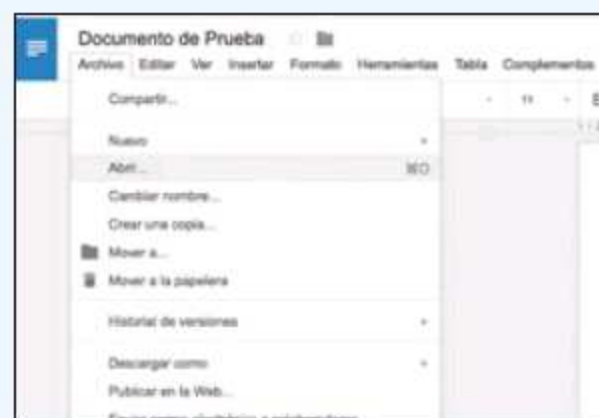 Documento de Prueba
Archivo Editar Ver Insertar Formato Herramientas Tabla Complementos
Compartir...
11
Nuevo
Abrir... ⌘O
Cambiar nombre...
Crear una copia...
Mover a...
Mover a la papelera
Historial de versiones
Descargar como
Publicar en la Web...